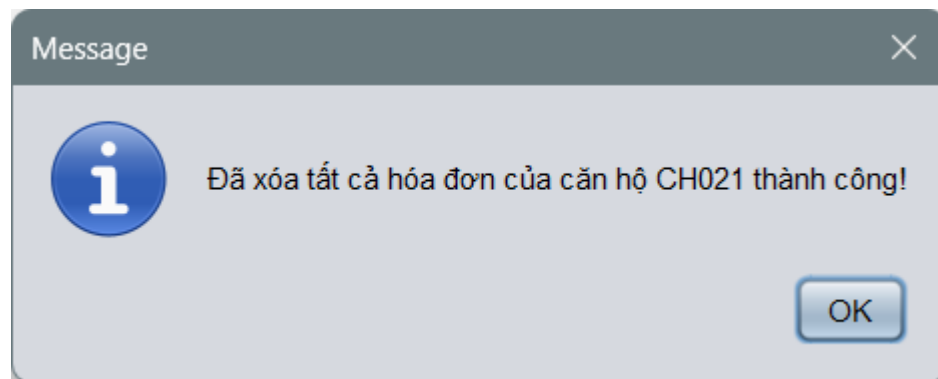 Message
Đã xóa tất cả hóa đơn của căn hộ CH021 thành công!
OK